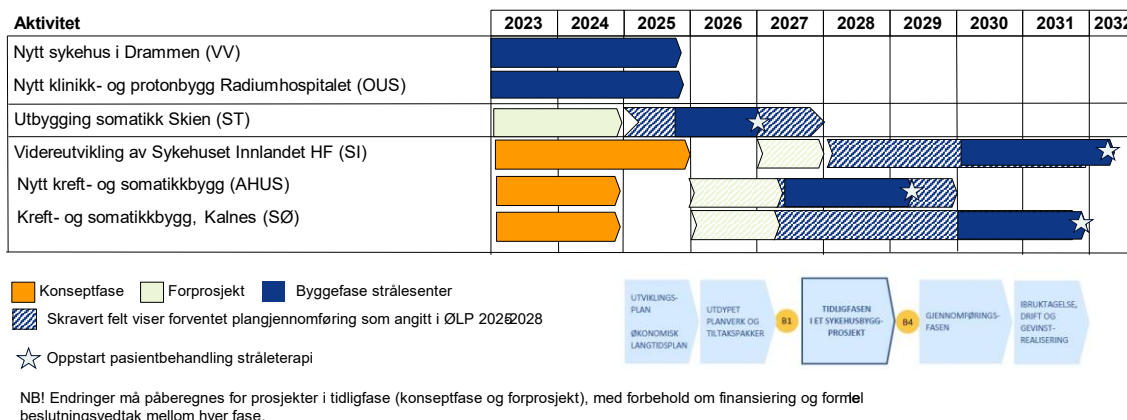 Aktivitet 2023 2024 2025 2026 2027 2028 2029 2030 2031 2032
Nytt sykehus i Drammen (VV)
Nytt klinikk- og protonbygg Radiumhospitalet (OUS)
Utbygging somatikk Skien (ST)
Videreutvikling av Sykehuset Innlandet HF (SI)
Nytt kreft- og somatikkbygg (AHUS)
Kreft- og somatikkbygg, Kalnes (SØ)
Konseptfase Forprosjekt Byggefase strålesenter
Skravert felt viser forventet plangjennomføring som angitt i ØLP 2028
Oppstart pasientbehandling stråleterapi
UTVIKLINGS-
PLAN
ØKONOMISK
LANGTIDSPLAN
UTDYPET
PLANVERK OG
TILTAKSPAKKER
B1
TIDLIGFASEN
I ET SYKEHUSBYGG-
PROSJEKT
B4
GJENNOMFØRINGS-
FASEN
IBRUKTAGELSE,
DRIFT OG
GEVINST-
REALISERING
NB! Endringer må påberegnes for prosjekter i tidligfase (konseptfase og forprosjekt), med forbehold om finansiering og formel
beslutningsvedtak mellom hver fase.